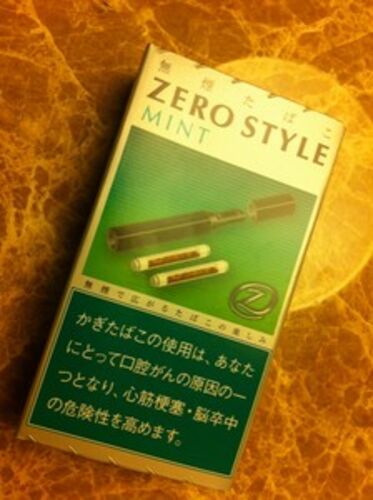 無煙たばこ
ZERO STYLE
MINT
Z
無煙で広がるたばこの楽しみ
かぎたばこの使用は、あなた
にとって口腔がんの原因の一
つとなり、心筋梗塞・脳卒中
の危険性を高めます。